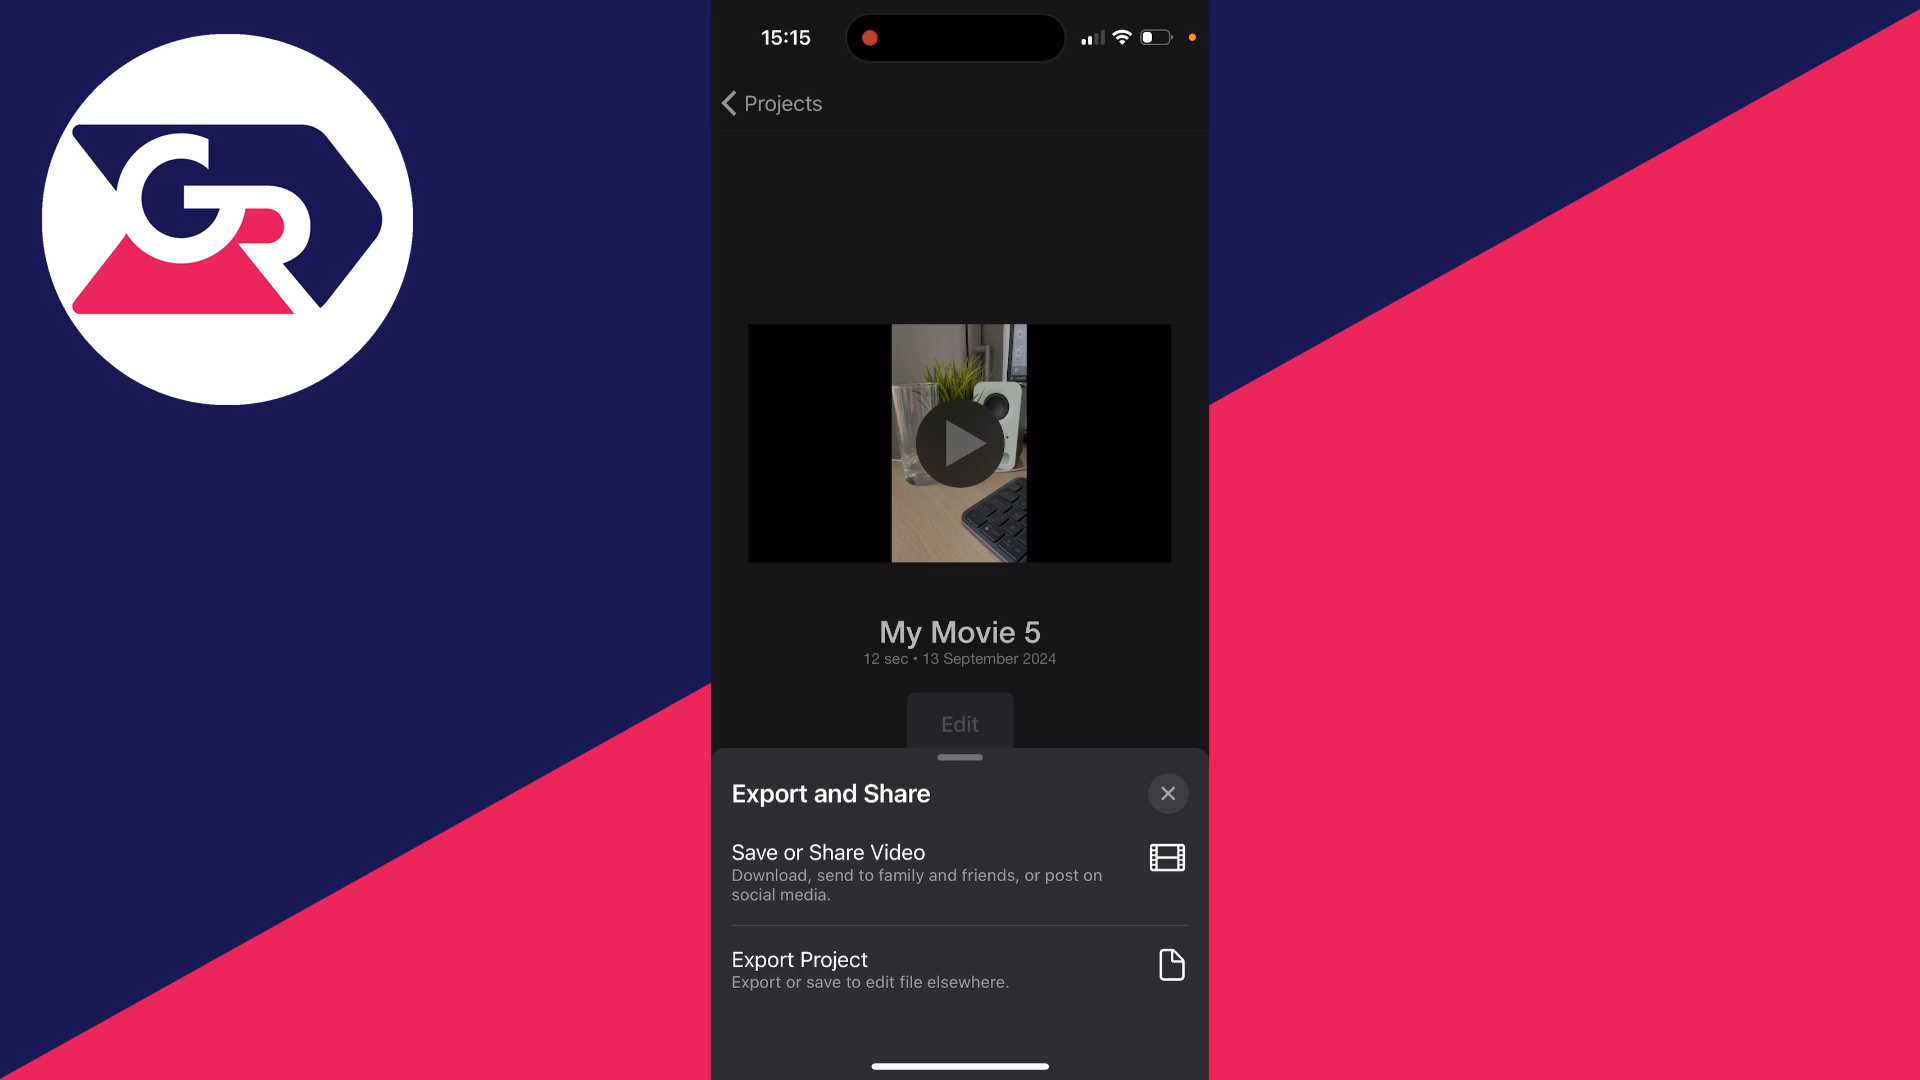 GR
15:15
Projects
My Movie 5
12 sec • 13 September 2024
Edit
Export and Share
Save or Share Video
Download, send to family and friends, or post on
social media.
Export Project
Export or save to edit file elsewhere.